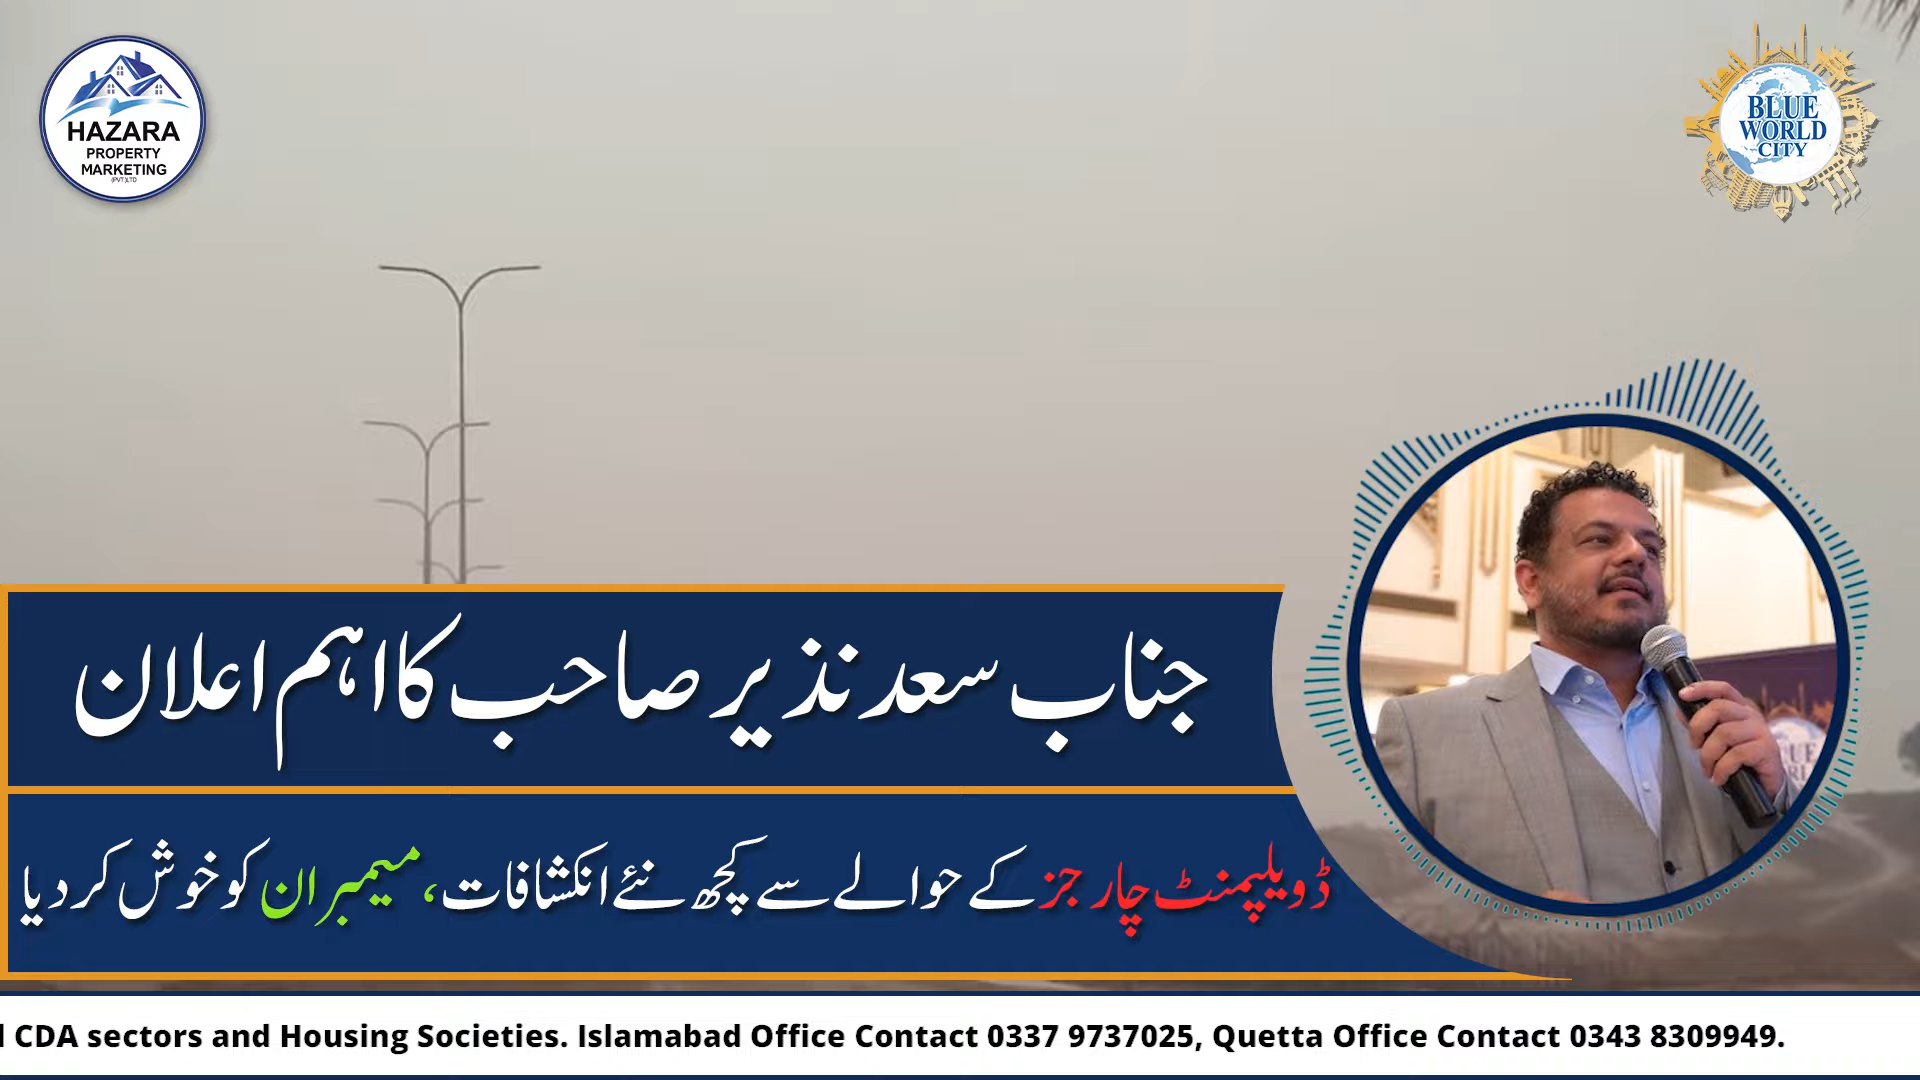 HAZARA
PROPERTY
MARKETING
(PVT)LTD
BLUE
WORLD
CITY
جناب سعد نذیر صاحب کا اہم اعلان
ڈویلپمنٹ چارجز کے حوالے سے کچھ نئے انکشافات، میمبران کو خوش کر دیا
CDA sectors and Housing Societies. Islamabad Office Contact 0337 9737025, Quetta Office Contact 0343 8309949.